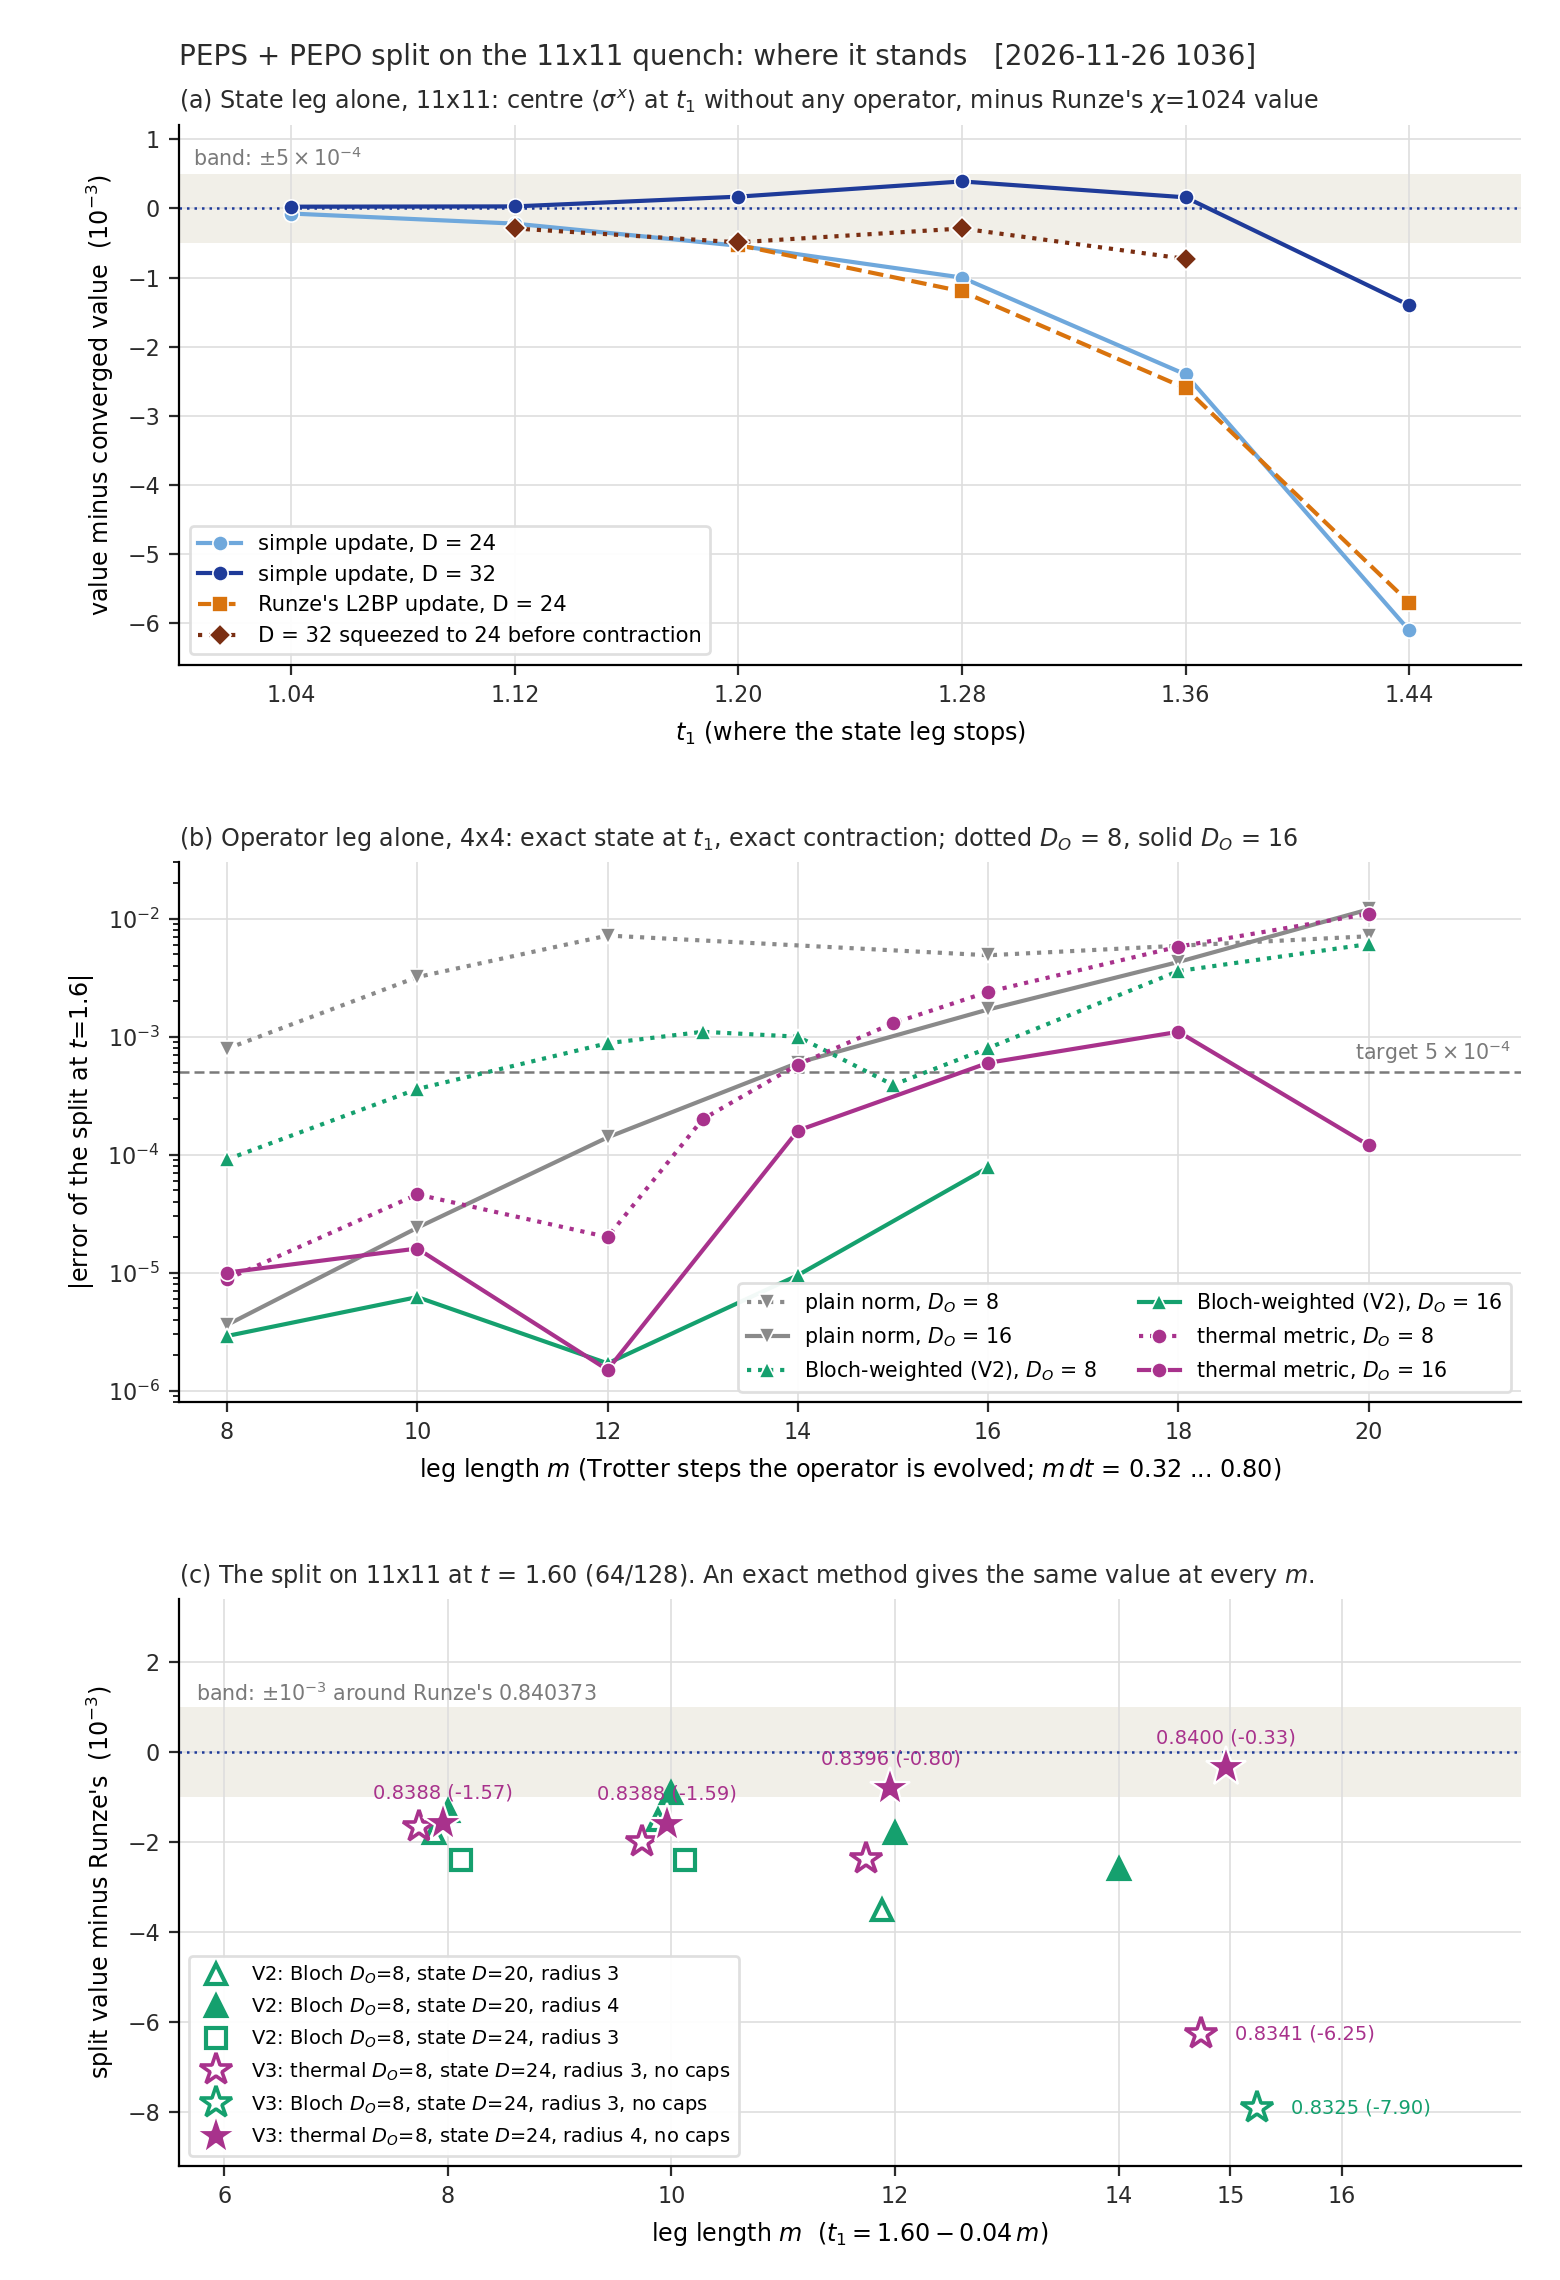 PEPS + PEPO split on the 11x11 quench: where it stands [2026-11-26 1036]
(a) State leg alone, 11x11: centre ⟨σˣ⟩ at t₁ without any operator, minus Runze's χ=1024 value
value minus converged value (10⁻³)
1
0
−1
−2
−3
−4
−5
−6
band: ±5 × 10⁻⁴
simple update, D = 24
simple update, D = 32
Runze's L2BP update, D = 24
D = 32 squeezed to 24 before contraction
1.04 1.12 1.20 1.28 1.36 1.44
t₁ (where the state leg stops)
(b) Operator leg alone, 4x4: exact state at t₁, exact contraction; dotted D_O = 8, solid D_O = 16
|error of the split at t=1.6|
10⁻²
10⁻³
10⁻⁴
10⁻⁵
10⁻⁶
target 5 × 10⁻⁴
plain norm, D_O = 8
plain norm, D_O = 16
Bloch-weighted (V2), D_O = 8
Bloch-weighted (V2), D_O = 16
thermal metric, D_O = 8
thermal metric, D_O = 16
8 10 12 14 16 18 20
leg length m (Trotter steps the operator is evolved; m dt = 0.32 ... 0.80)
(c) The split on 11x11 at t = 1.60 (64/128). An exact method gives the same value at every m.
split value minus Runze's (10⁻³)
2
0
−2
−4
−6
−8
band: ±10⁻³ around Runze's 0.840373
0.8388 (-1.57)
0.8388 (-1.59)
0.8396 (-0.80)
0.8400 (-0.33)
0.8341 (-6.25)
0.8325 (-7.90)
V2: Bloch D_O=8, state D=20, radius 3
V2: Bloch D_O=8, state D=20, radius 4
V2: Bloch D_O=8, state D=24, radius 3
V3: thermal D_O=8, state D=24, radius 3, no caps
V3: Bloch D_O=8, state D=24, radius 3, no caps
V3: thermal D_O=8, state D=24, radius 4, no caps
6 8 10 12 14 15 16
leg length m (t₁ = 1.60 − 0.04 m)